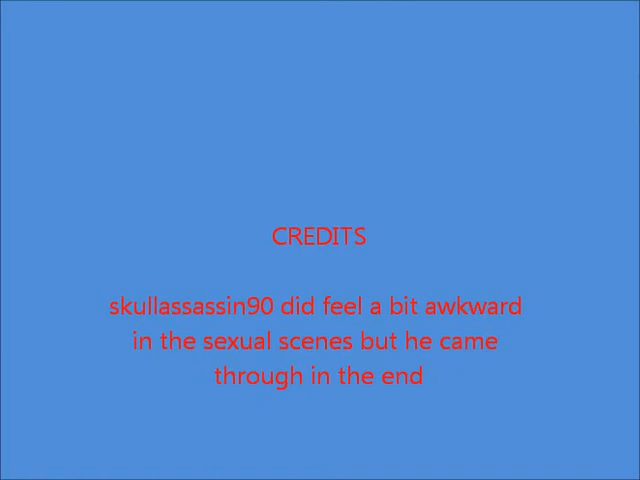 CREDITS
skullassassin90 did feel a bit awkward
in the sexual scenes but he came
through in the end